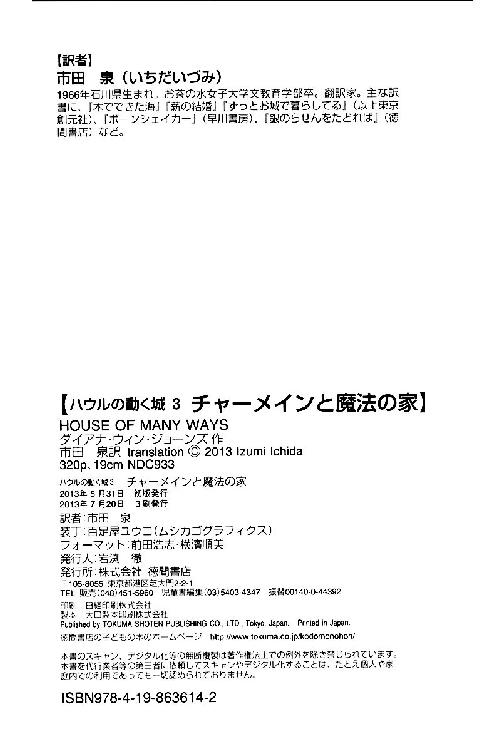 【訳者】
市田　泉（いちだいづみ）
1966年石川県生まれ。お茶の水女子大学文教育学部卒。翻訳家。主な訳
書に、『木でできた海』『薪の結婚』『ずっとお城で暮らしてる』（以上東京
創元社）、『ボーンシェイカー』（早川書房）、『銀のらせんをたどれば』（徳
間書店）など。
【ハウルの動く城 3 チャーメインと魔法の家】
HOUSE OF MANY WAYS
ダイアナ・ウィン・ジョーンズ 作
市田　泉訳 translation © 2013 Izumi Ichida
320p. 19cm NDC933
ハウルの動く城3　チャーメインと魔法の家
2013年5月31日　初版発行
2013年7月20日　3刷発行
訳者：市田　泉
装丁：百足屋ユウコ（ムシカゴグラフィクス）
フォーマット：前田浩志・横濱順美
発行人：岩渕　徹
発行所：株式会社 徳間書店
〒105-8055 東京都港区芝大門2-2-1
TEL 販売(048)451-5960　児童書編集(03)5403-4347　振替00140-0-44392
印刷　日経印刷株式会社
製本　大口製本印刷株式会社
Published by TOKUMA SHOTEN PUBLISHING CO., LTD., Tokyo, Japan.　Printed in Japan.
徳間書店の子どもの本のホームページ　http://www.tokuma.co.jp/kodomonohon/
本書のスキャン、デジタル化等の無断複製は著作権法上での例外を除き禁じられています。
本書を代行業者等の第三者に依頼してスキャンやデジタル化することは、たとえ個人や家
庭内での利用であっても一切認められておりません。
ISBN978-4-19-863614-2